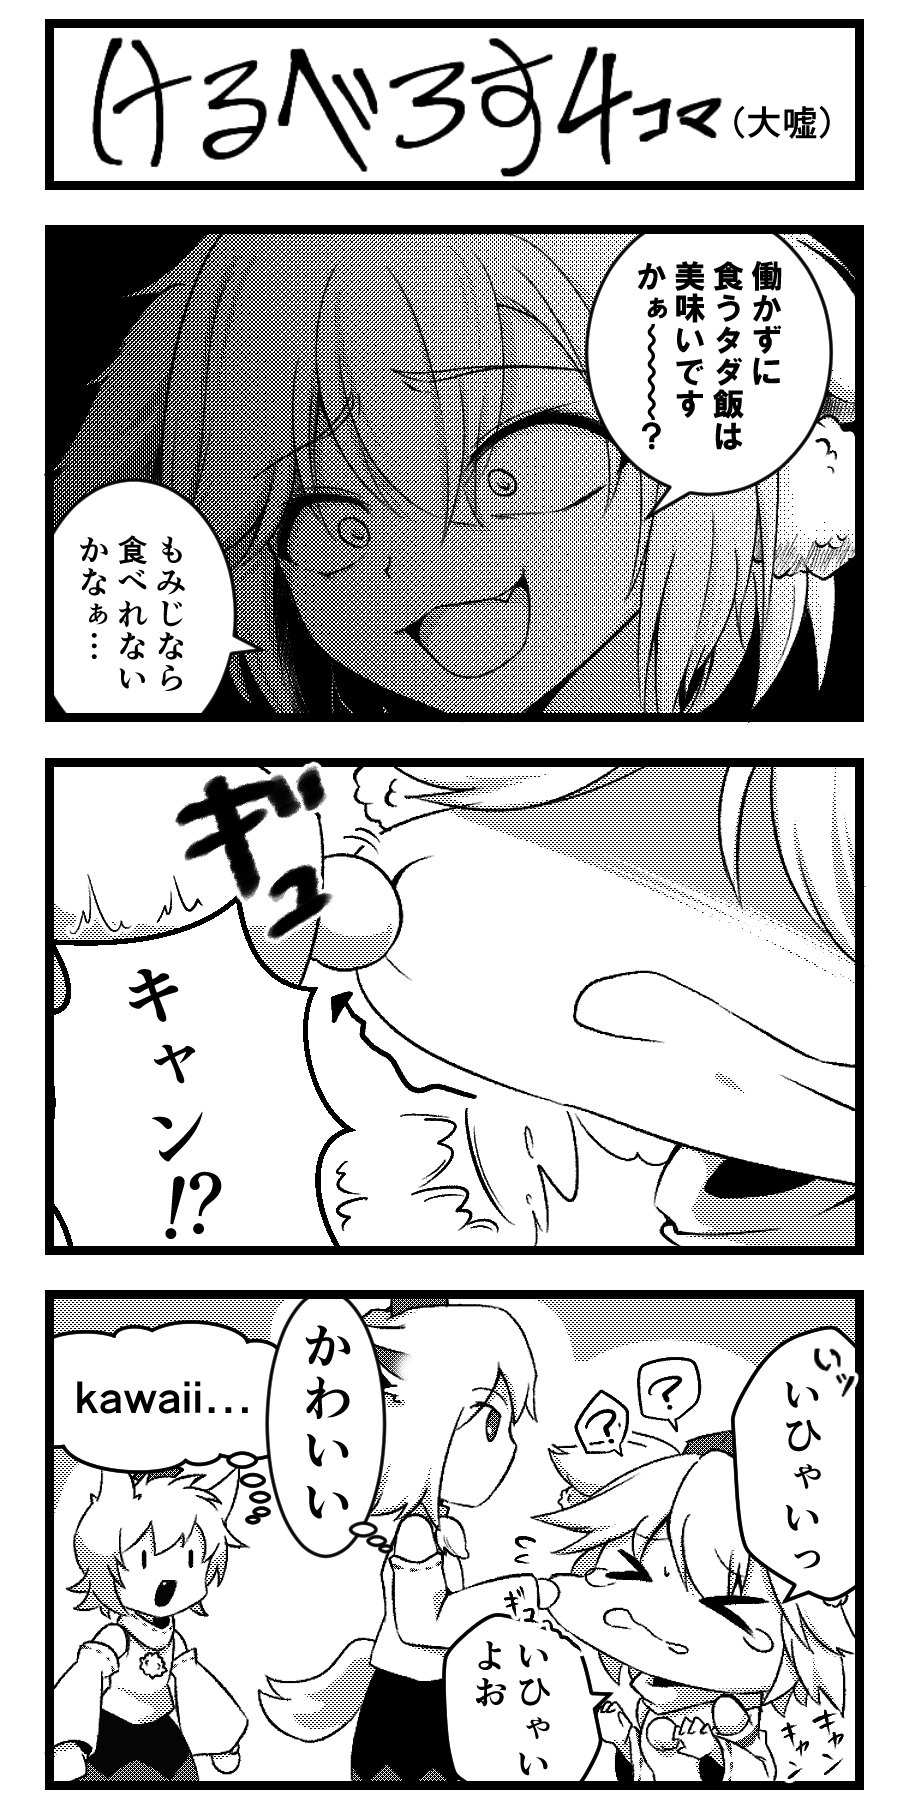 けるべろす4コマ(大嘘)
働かずに
食うタダ飯は
美味いです
かぁ〜〜〜〜〜?
もみじなら
食べれない
かなぁ…
ギュ
キャン!?
いッ
いひゃいっ
?
?
かわいい
kawaii…
ギュ〜
いひゃい
よお
キャン
キャン